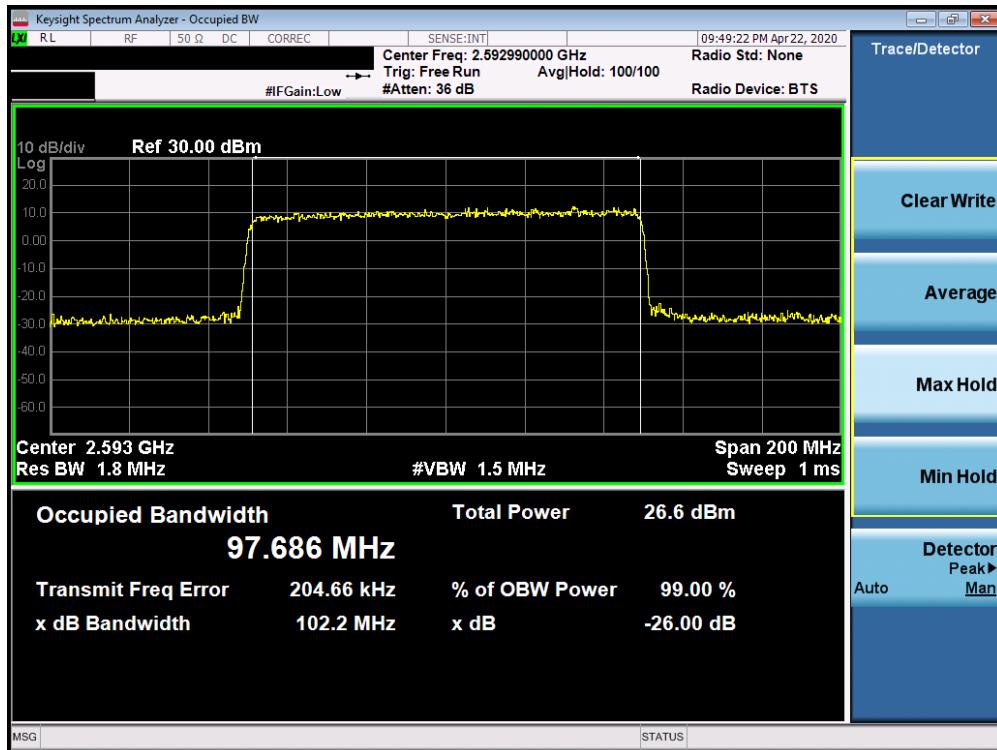 Keysight Spectrum Analyzer - Occupied BW
LXI RL RF 50 Ω DC CORREC SENSE:INT 09:49:22 PM Apr 22, 2020
Center Freq: 2.592990000 GHz Radio Std: None
Trig: Free Run Avg|Hold: 100/100
#IFGain:Low #Atten: 36 dB Radio Device: BTS
10 dB/div Ref 30.00 dBm
Log
20.0
10.0
0.00
-10.0
-20.0
-30.0
-40.0
-50.0
-60.0
Center 2.593 GHz Span 200 MHz
Res BW 1.8 MHz #VBW 1.5 MHz Sweep 1 ms
Occupied Bandwidth Total Power 26.6 dBm
97.686 MHz
Transmit Freq Error 204.66 kHz % of OBW Power 99.00 %
x dB Bandwidth 102.2 MHz x dB -26.00 dB
MSG STATUS
Trace/Detector
Clear Write
Average
Max Hold
Min Hold
Detector
Peak▶
Auto Man